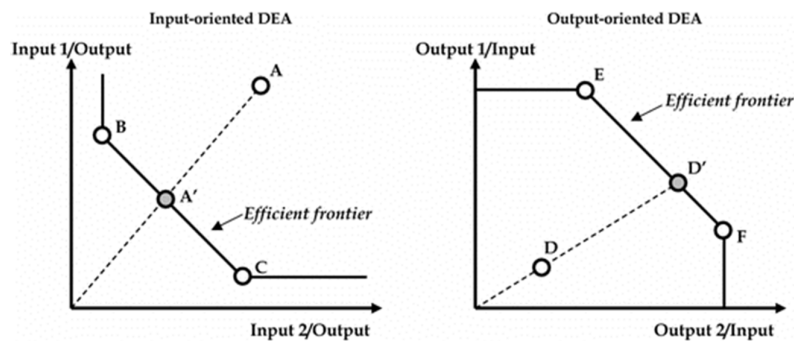 Input-oriented DEA
Input 1/Output
A
B
A′
Efficient frontier
C
Input 2/Output
Output-oriented DEA
Output 1/Input
E
Efficient frontier
D′
D
F
Output 2/Input